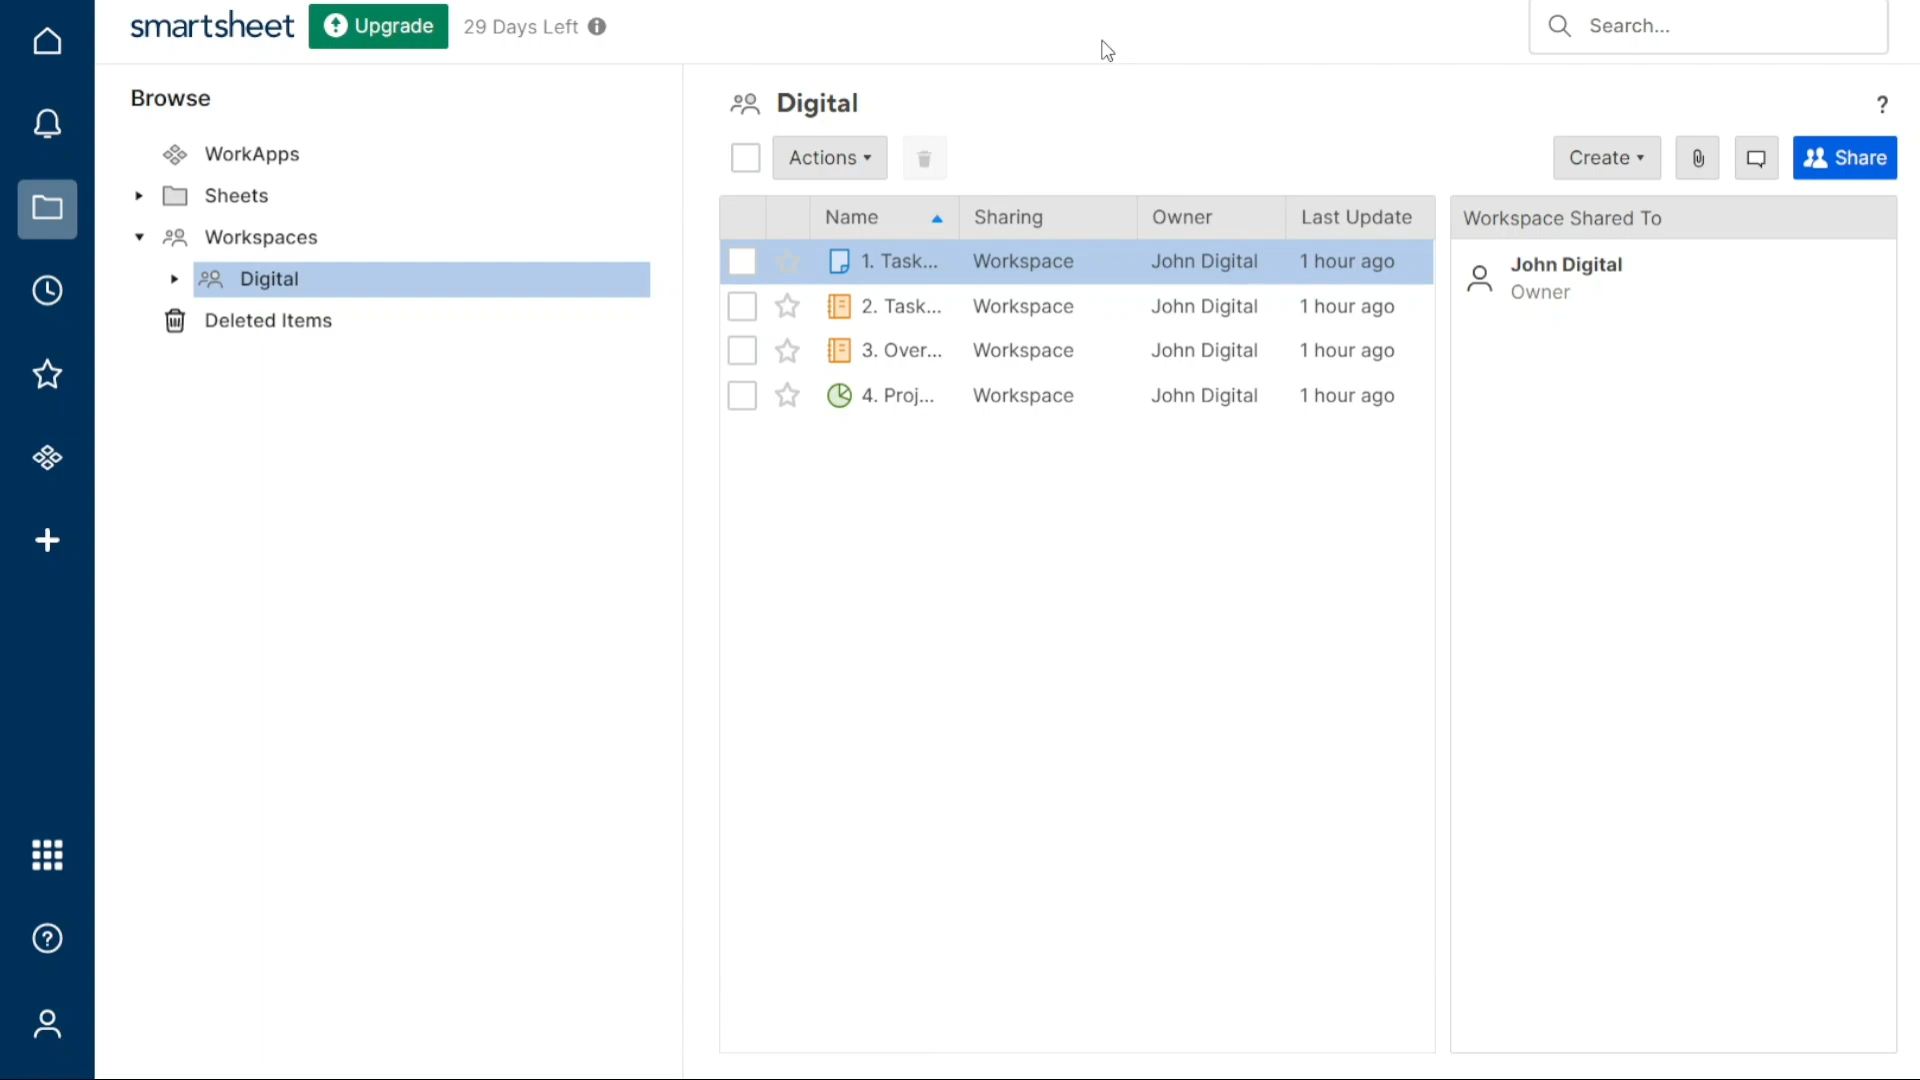 smartsheet Upgrade 29 Days Left Search...
Browse
WorkApps
Sheets
Workspaces
Digital
Deleted Items
Digital ?
Actions Create Share
Name Sharing Owner Last Update
1. Task... Workspace John Digital 1 hour ago
2. Task... Workspace John Digital 1 hour ago
3. Over... Workspace John Digital 1 hour ago
4. Proj... Workspace John Digital 1 hour ago
Workspace Shared To
John Digital
Owner